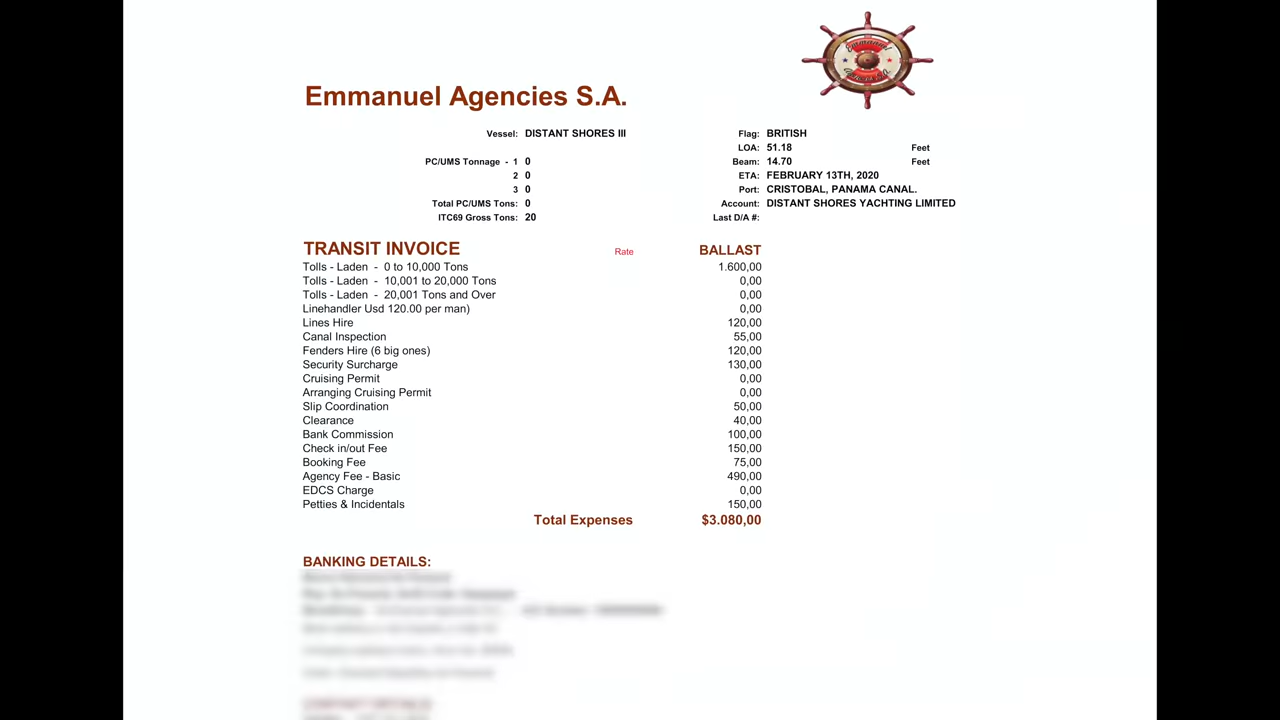 Emmanuel
Agencies S.A.
Emmanuel Agencies S.A.
Vessel: DISTANT SHORES III
Flag: BRITISH
LOA: 51.18 Feet
PC/UMS Tonnage - 1 0
Beam: 14.70 Feet
2 0
ETA: FEBRUARY 13TH, 2020
3 0
Port: CRISTOBAL, PANAMA CANAL.
Total PC/UMS Tons: 0
Account: DISTANT SHORES YACHTING LIMITED
ITC69 Gross Tons: 20
Last D/A #:
TRANSIT INVOICE Rate BALLAST
Tolls - Laden - 0 to 10,000 Tons 1.600,00
Tolls - Laden - 10,001 to 20,000 Tons 0,00
Tolls - Laden - 20,001 Tons and Over 0,00
Linehandler Usd 120.00 per man) 0,00
Lines Hire 120,00
Canal Inspection 55,00
Fenders Hire (6 big ones) 120,00
Security Surcharge 130,00
Cruising Permit 0,00
Arranging Cruising Permit 0,00
Slip Coordination 50,00
Clearance 40,00
Bank Commission 100,00
Check in/out Fee 150,00
Booking Fee 75,00
Agency Fee - Basic 490,00
EDCS Charge 0,00
Petties & Incidentals 150,00
Total Expenses $3.080,00
BANKING DETAILS: